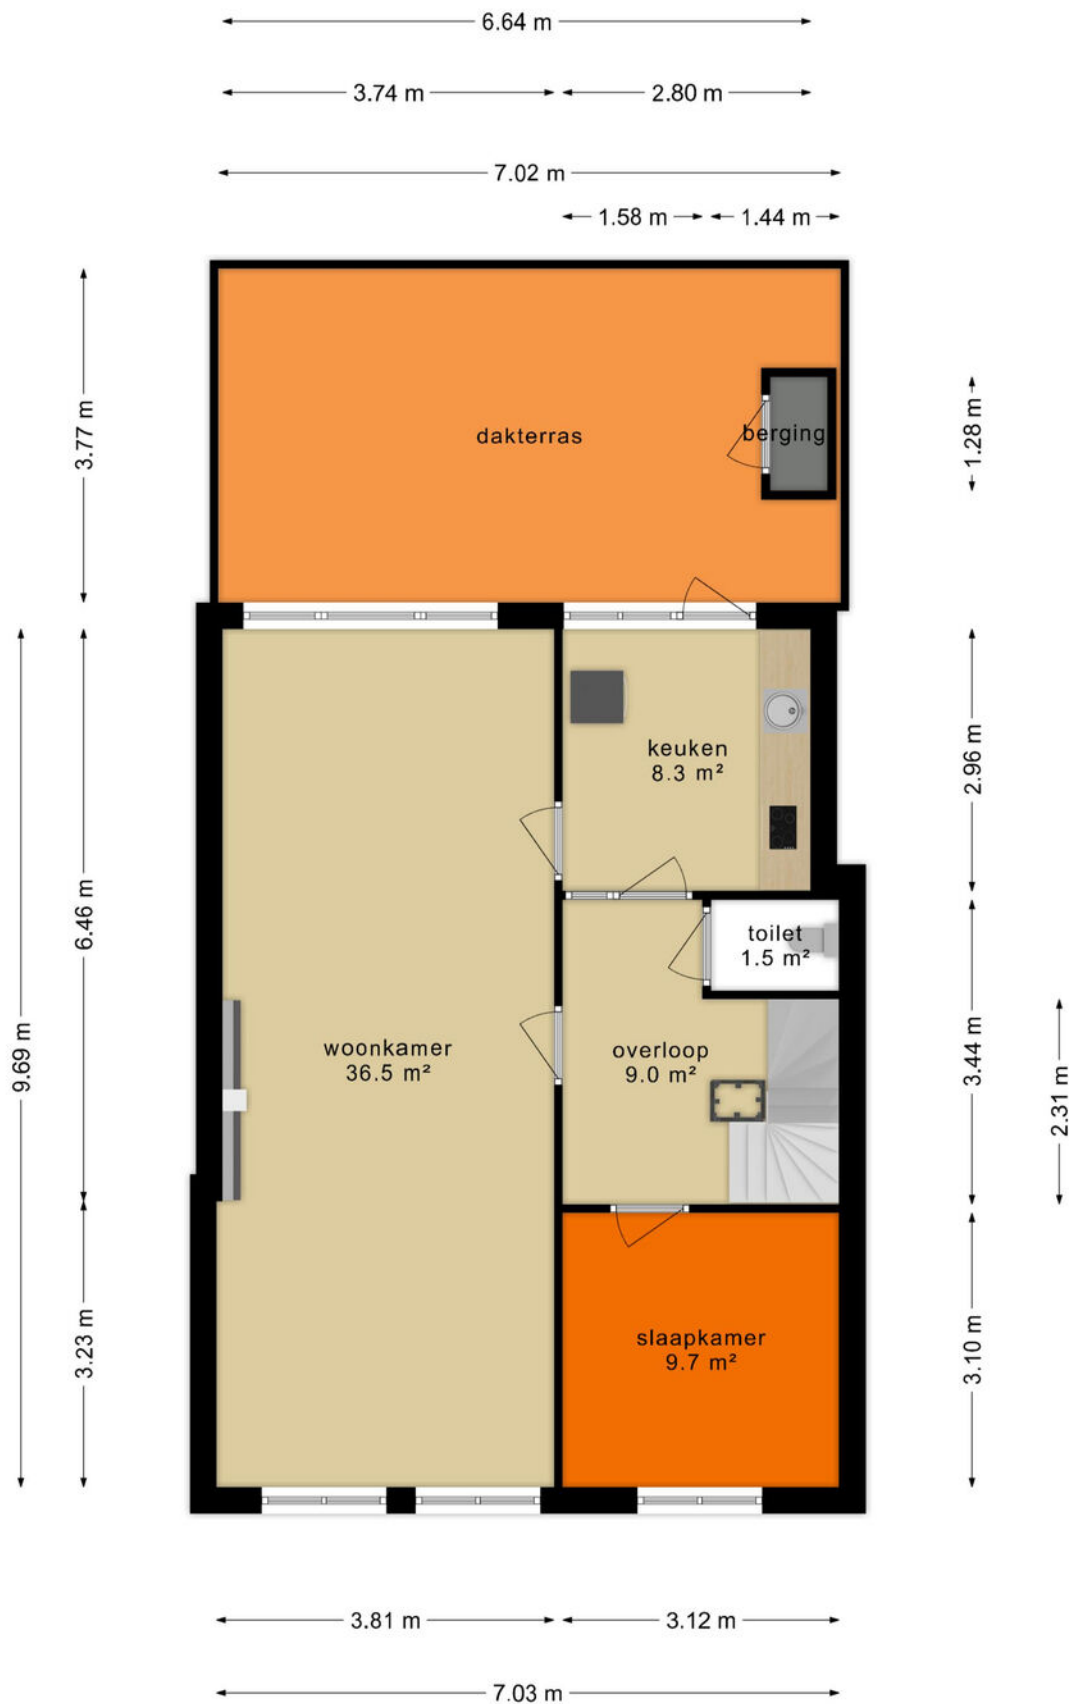 6.64 m
3.74 m
2.80 m
7.02 m
1.58 m
1.44 m
3.77 m
dakterras
berging
1.28 m
keuken
8.3 m²
2.96 m
6.46 m
toilet
1.5 m²
9.69 m
woonkamer
36.5 m²
overloop
9.0 m²
3.44 m
2.31 m
3.23 m
slaapkamer
9.7 m²
3.10 m
3.81 m
3.12 m
7.03 m